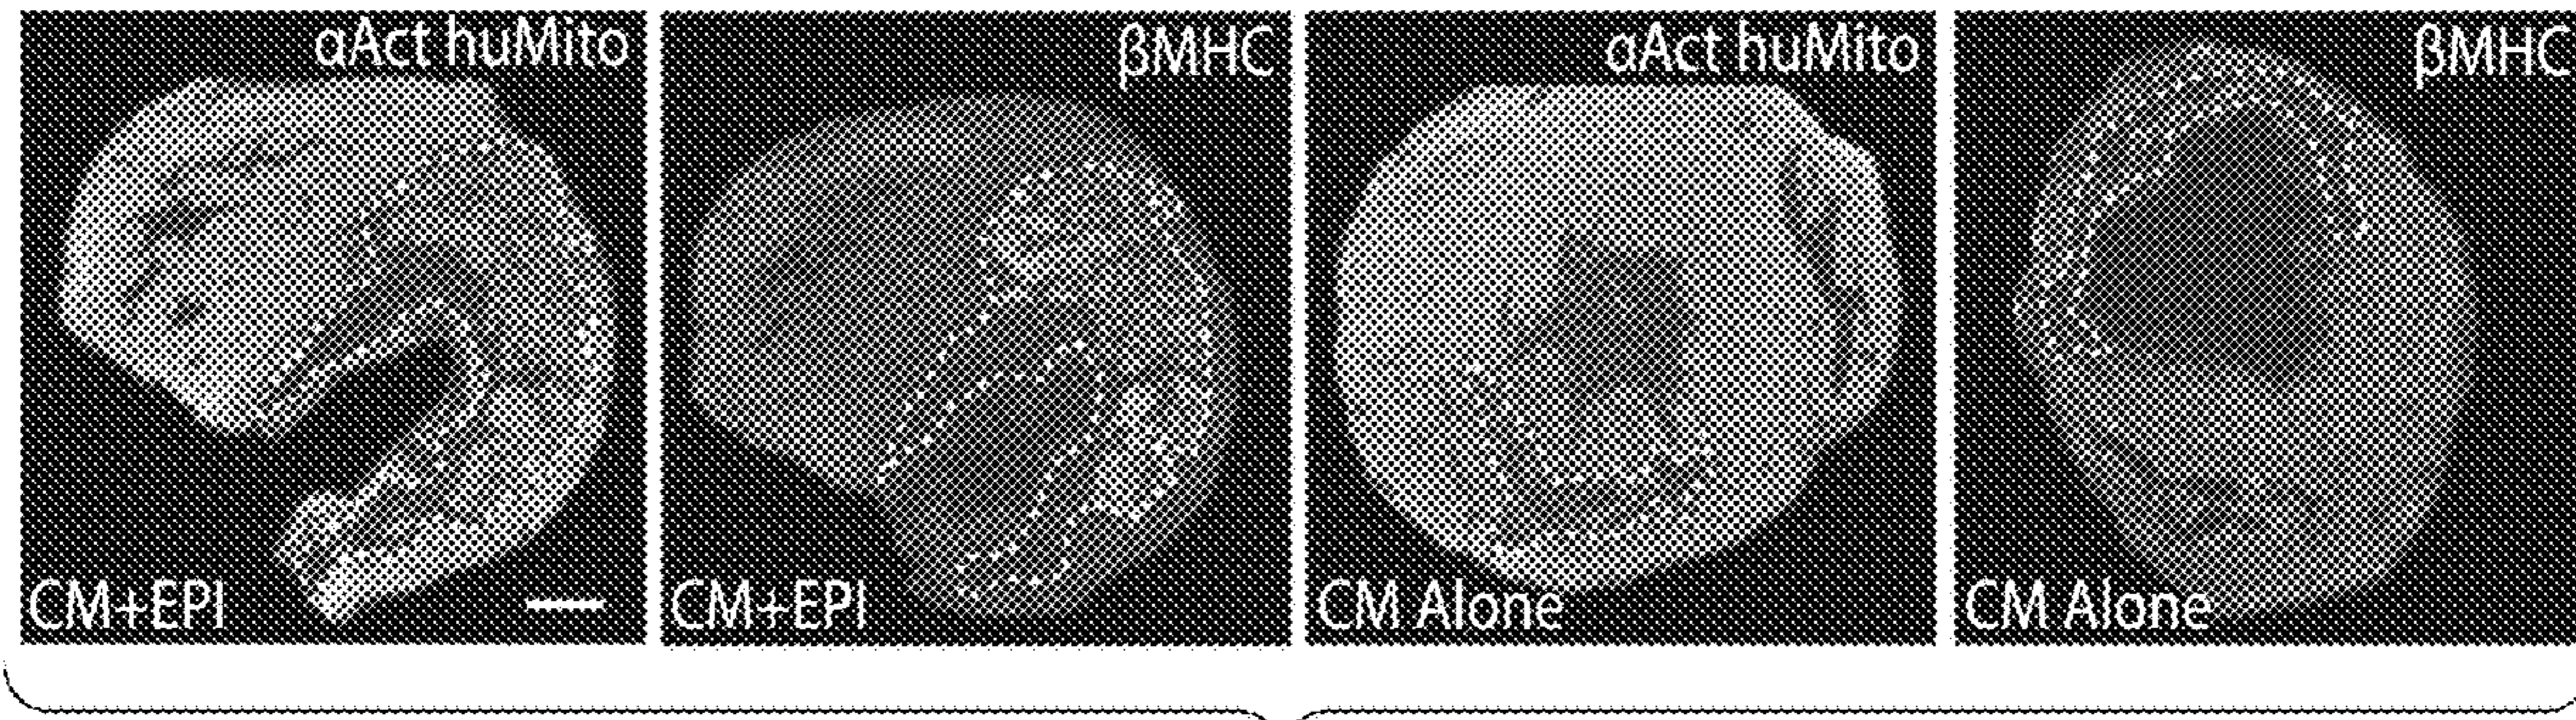 αAct huMito
CM+EPI
βMHC
CM+EPI
αAct huMito
CM Alone
βMHC
CM Alone